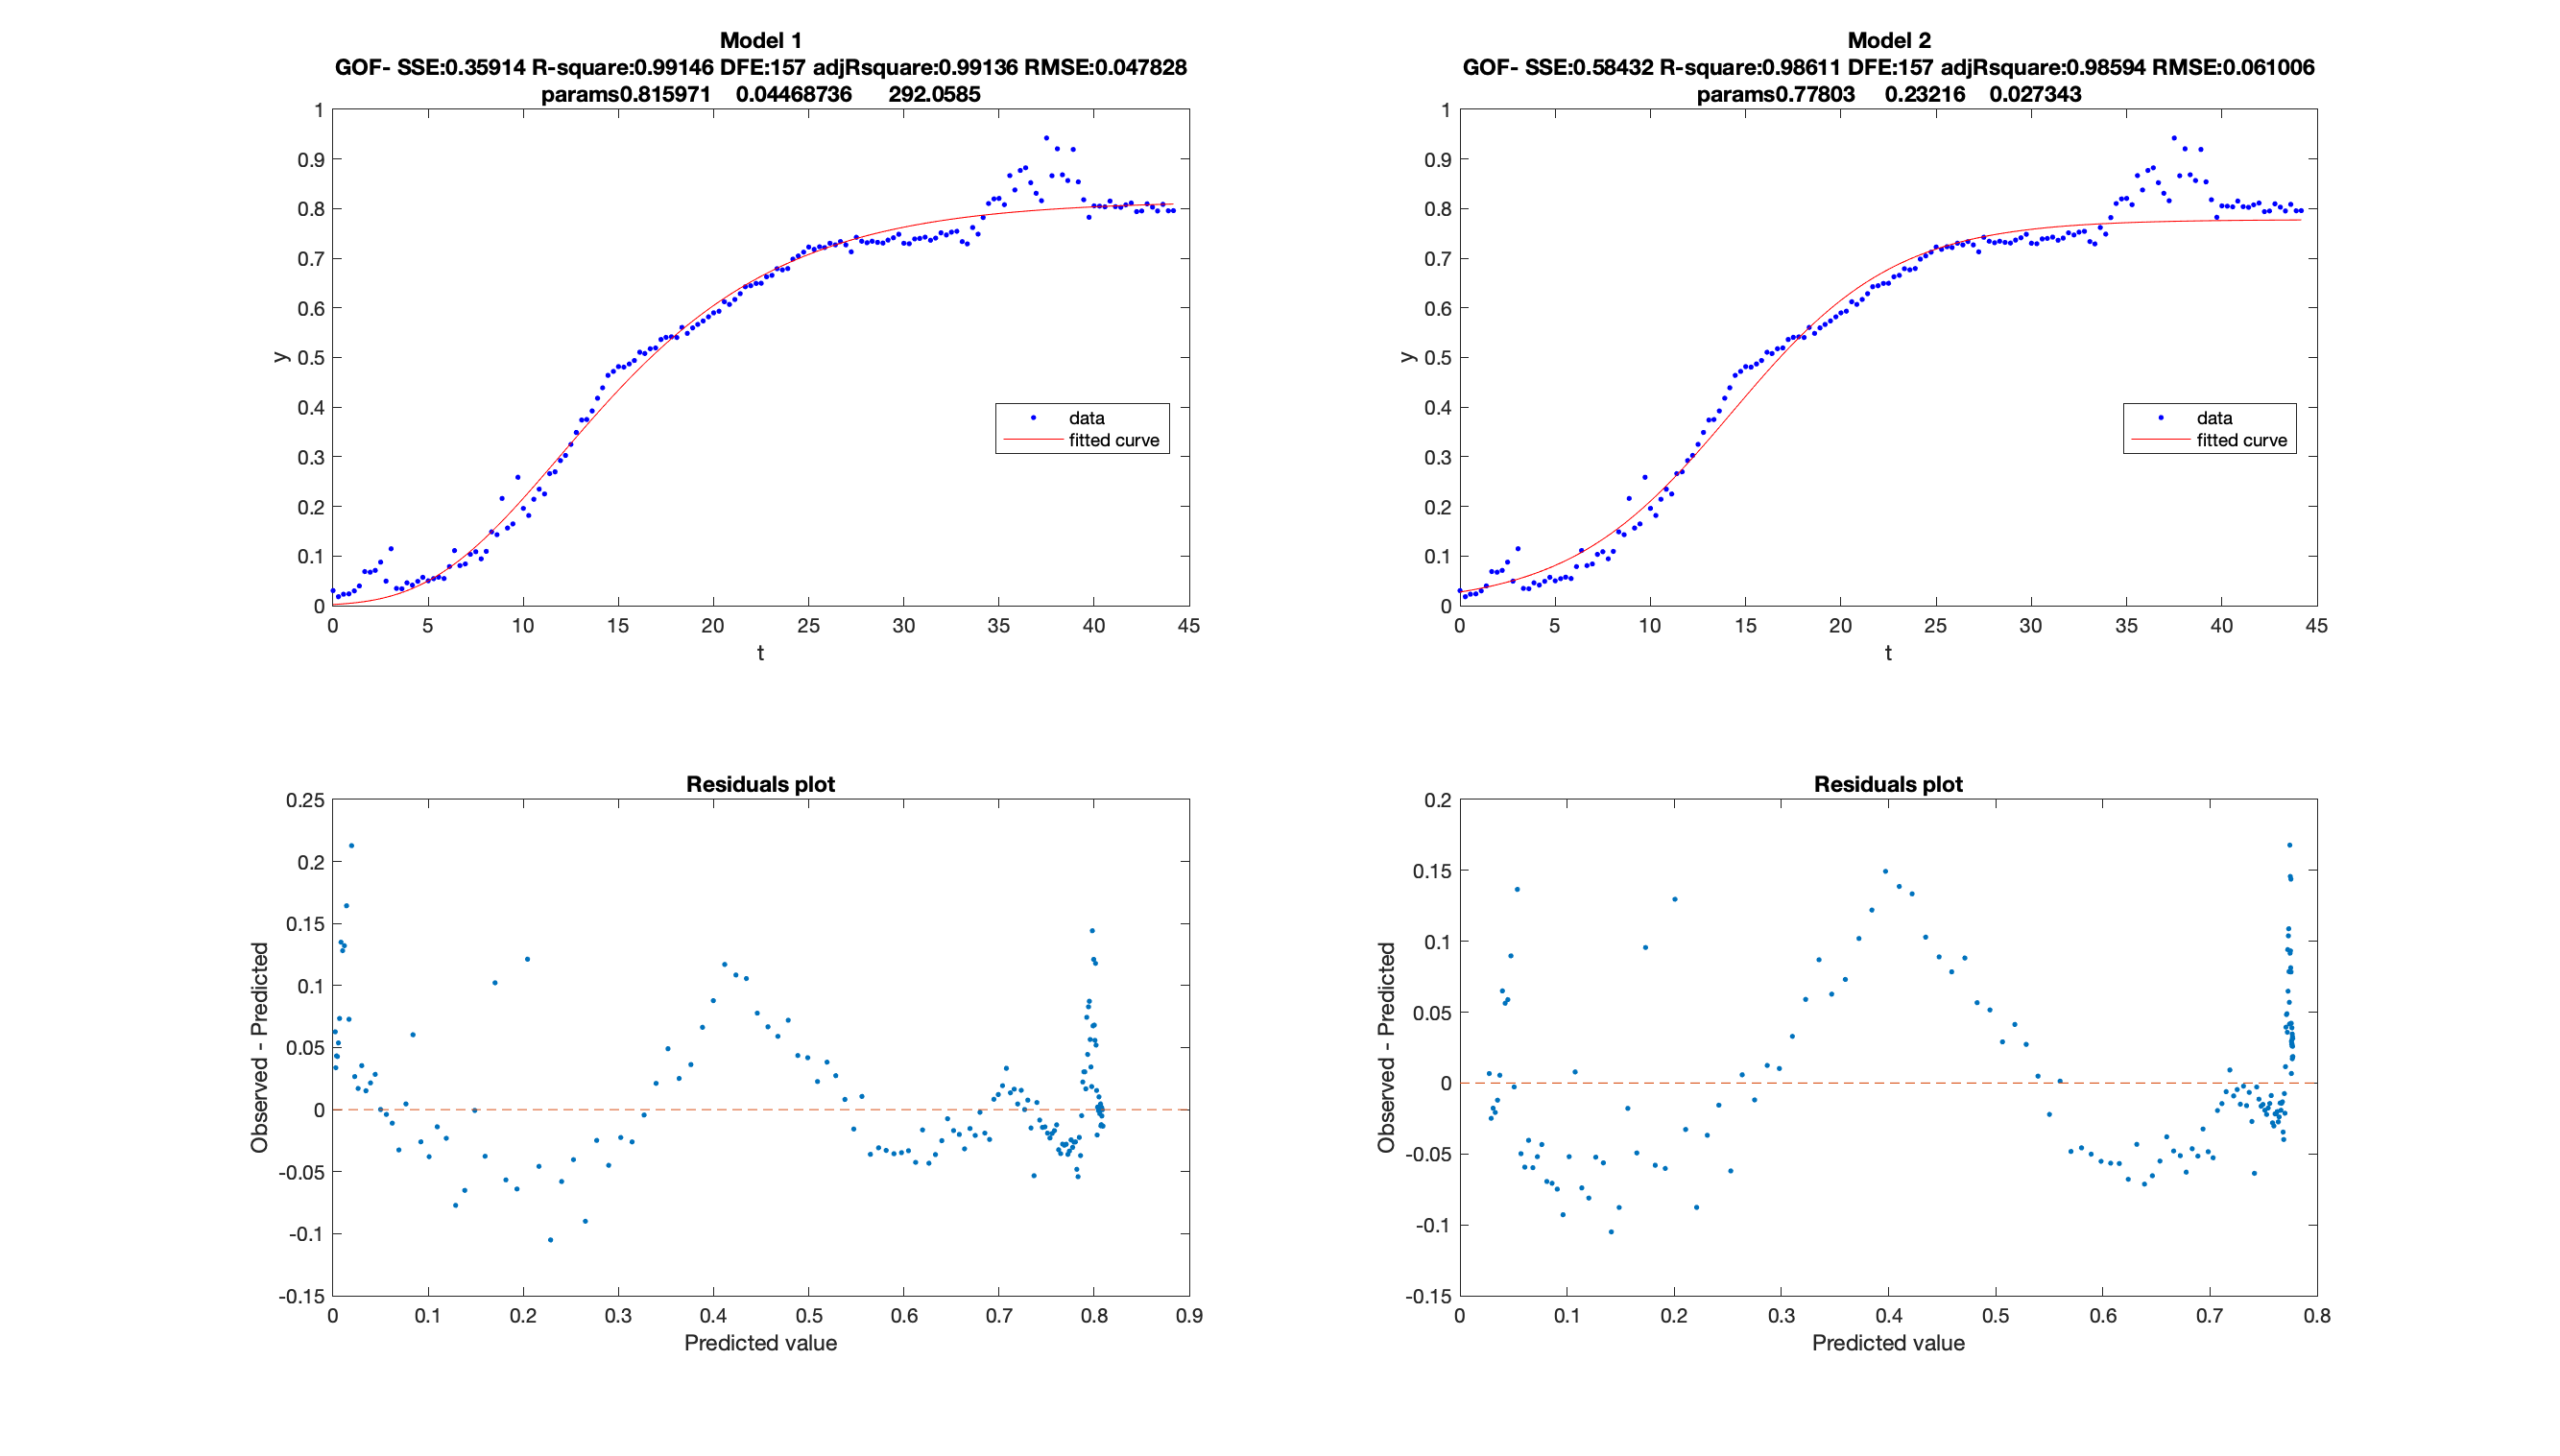 Model 1
GOF- SSE:0.35914 R-square:0.99146 DFE:157 adjRsquare:0.99136 RMSE:0.047828
params0.815971 0.04468736 292.0585
1
0.9
0.8
0.7
0.6
0.5
0.4
0.3
0.2
0.1
0
y
data
fitted curve
0 5 10 15 20 25 30 35 40 45
t
Model 2
GOF- SSE:0.58432 R-square:0.98611 DFE:157 adjRsquare:0.98594 RMSE:0.061006
params0.77803 0.23216 0.027343
1
0.9
0.8
0.7
0.6
0.5
0.4
0.3
0.2
0.1
0
y
data
fitted curve
0 5 10 15 20 25 30 35 40 45
t
Residuals plot
0.25
0.2
0.15
0.1
0.05
0
-0.05
-0.1
-0.15
Observed - Predicted
0 0.1 0.2 0.3 0.4 0.5 0.6 0.7 0.8 0.9
Predicted value
Residuals plot
0.2
0.15
0.1
0.05
0
-0.05
-0.1
-0.15
Observed - Predicted
0 0.1 0.2 0.3 0.4 0.5 0.6 0.7 0.8
Predicted value